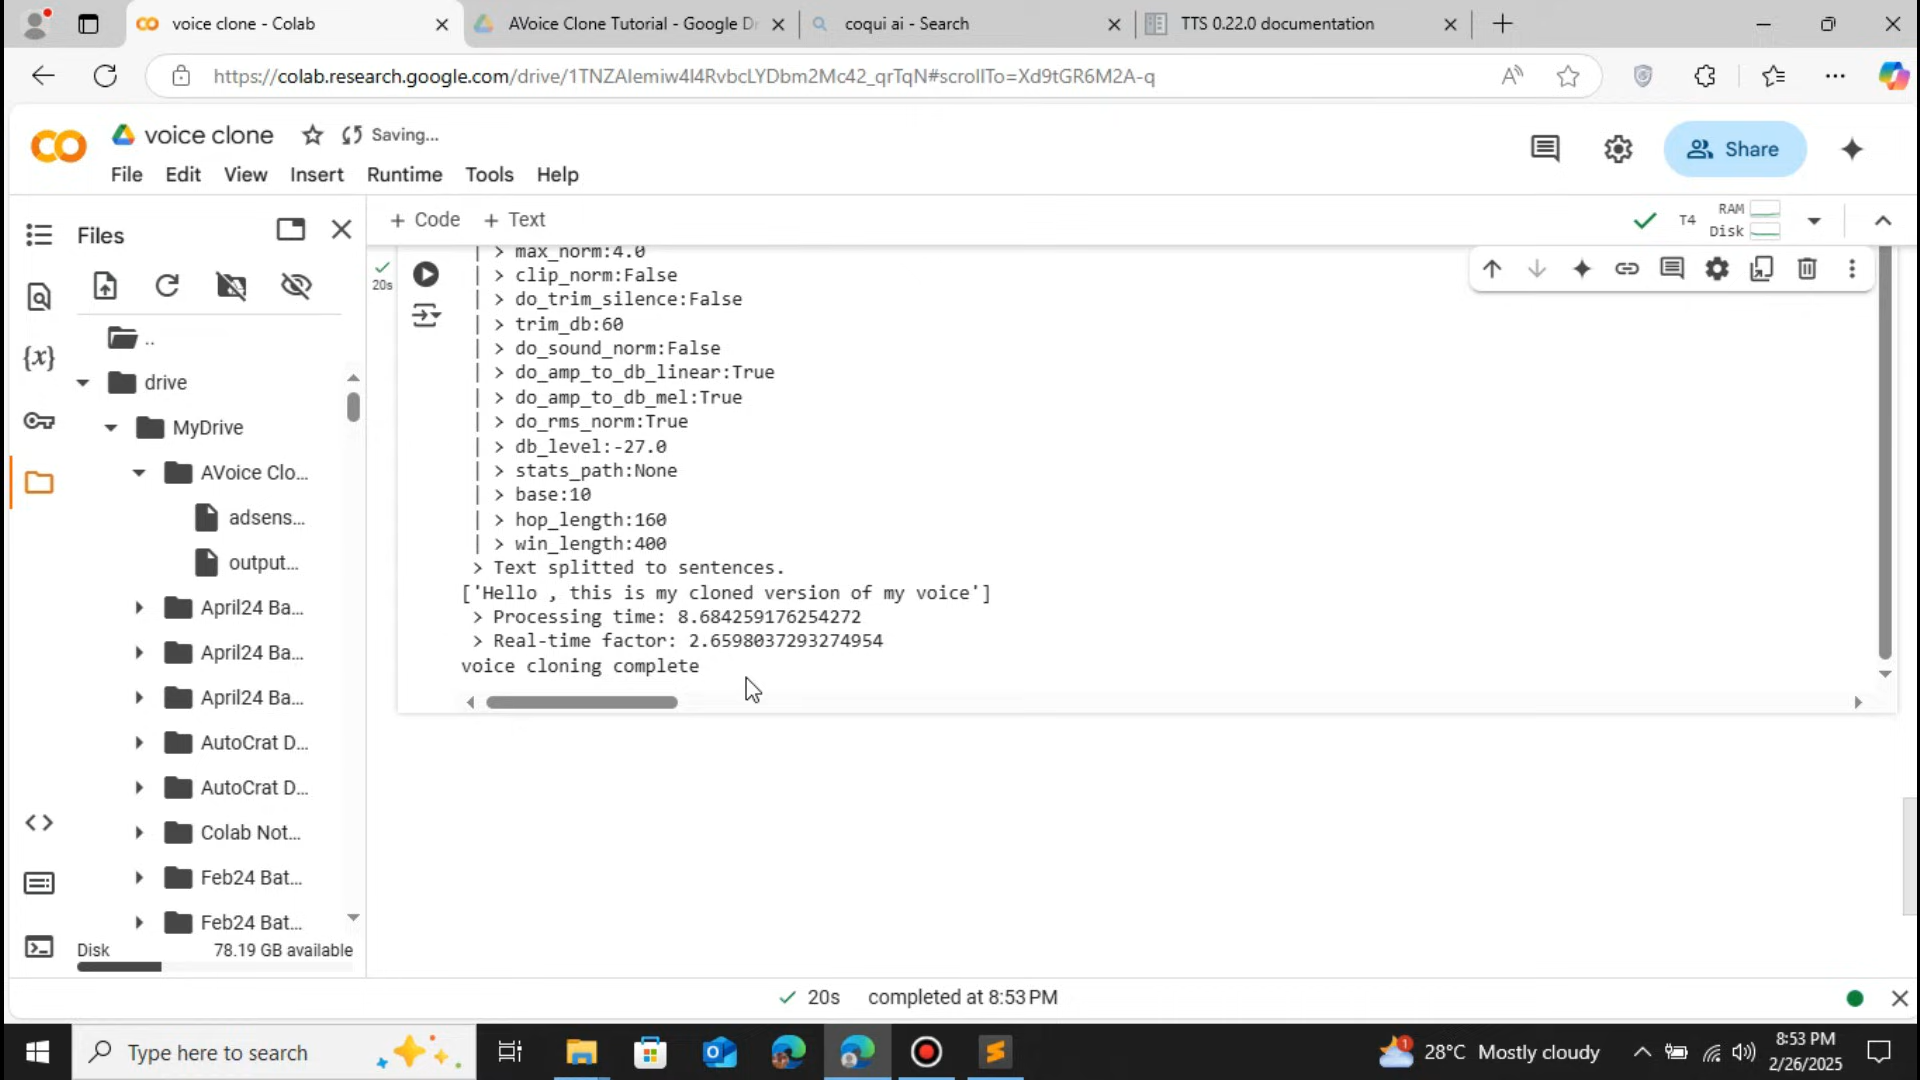 voice clone - Colab
AVoice Clone Tutorial - Google Dr
coqui ai - Search
TTS 0.22.0 documentation
https://colab.research.google.com/drive/1TNZAIemiw4I4RvbcLYDbm2Mc42_qrTqN#scrollTo=Xd9tGR6M2A-q
voice clone
Saving...
File Edit View Insert Runtime Tools Help
Share
Files
+ Code + Text
T4
RAM
Disk
20s
..
drive
MyDrive
AVoice Clo...
adsens...
output...
April24 Ba...
April24 Ba...
April24 Ba...
AutoCrat D...
AutoCrat D...
Colab Not...
Feb24 Bat...
Feb24 Bat...
Disk 78.19 GB available
| > max_norm:4.0
| > clip_norm:False
| > do_trim_silence:False
| > trim_db:60
| > do_sound_norm:False
| > do_amp_to_db_linear:True
| > do_amp_to_db_mel:True
| > do_rms_norm:True
| > db_level:-27.0
| > stats_path:None
| > base:10
| > hop_length:160
| > win_length:400
> Text splitted to sentences.
['Hello , this is my cloned version of my voice']
> Processing time: 8.684259176254272
> Real-time factor: 2.6598037293274954
voice cloning complete
20s completed at 8:53 PM
Type here to search
1
28°C Mostly cloudy
8:53 PM
2/26/2025